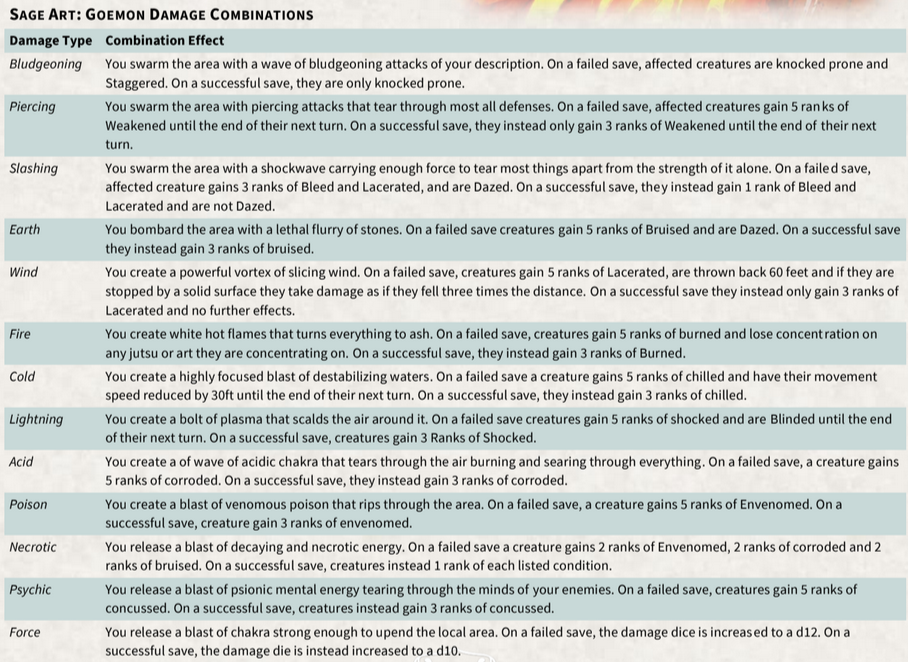 SAGE ART: GOEMON DAMAGE COMBINATIONS
Damage Type Combination Effect
Bludgeoning You swarm the area with a wave of bludgeoning attacks of your description. On a failed save, affected creatures are knocked prone and
Staggered. On a successful save, they are only knocked prone.
Piercing You swarm the area with piercing attacks that tear through most all defenses. On a failed save, affected creatures gain 5 ranks of
Weakened until the end of their next turn. On a successful save, they instead only gain 3 ranks of Weakened until the end of their next
turn.
Slashing You swarm the area with a shockwave carrying enough force to tear most things apart from the strength of it alone. On a failed save,
affected creature gains 3 ranks of Bleed and Lacerated, and are Dazed. On a successful save, they instead gain 1 rank of Bleed and
Lacerated and are not Dazed.
Earth You bombard the area with a lethal flurry of stones. On a failed save creatures gain 5 ranks of Bruised and are Dazed. On a successful save
they instead gain 3 ranks of bruised.
Wind You create a powerful vortex of slicing wind. On a failed save, creatures gain 5 ranks of Lacerated, are thrown back 60 feet and if they are
stopped by a solid surface they take damage as if they fell three times the distance. On a successful save they instead only gain 3 ranks of
Lacerated and no further effects.
Fire You create white hot flames that turns everything to ash. On a failed save, creatures gain 5 ranks of burned and lose concentration on
any jutsu or art they are concentrating on. On a successful save, they instead gain 3 ranks of Burned.
Cold You create a highly focused blast of destabilizing waters. On a failed save a creature gains 5 ranks of chilled and have their movement
speed reduced by 30ft until the end of their next turn. On a successful save, they instead gain 3 ranks of chilled.
Lightning You create a bolt of plasma that scalds the air around it. On a failed save creatures gain 5 ranks of shocked and are Blinded until the end
of their next turn. On a successful save, creatures gain 3 Ranks of Shocked.
Acid You create a of wave of acidic chakra that tears through the air burning and searing through everything. On a failed save, a creature gains
5 ranks of corroded. On a successful save, they instead gain 3 ranks of corroded.
Poison You create a blast of venomous poison that rips through the area. On a failed save, a creature gains 5 ranks of Envenomed. On a
successful save, creature gain 3 ranks of envenomed.
Necrotic You release a blast of decaying and necrotic energy. On a failed save a creature gains 2 ranks of Envenomed, 2 ranks of corroded and 2
ranks of bruised. On a successful save, creatures instead 1 rank of each listed condition.
Psychic You release a blast of psionic mental energy tearing through the minds of your enemies. On a failed save, creatures gain 5 ranks of
concussed. On a successful save, creatures instead gain 3 ranks of concussed.
Force You release a blast of chakra strong enough to upend the local area. On a failed save, the damage dice is increased to a d12. On a
successful save, the damage die is instead increased to a d10.